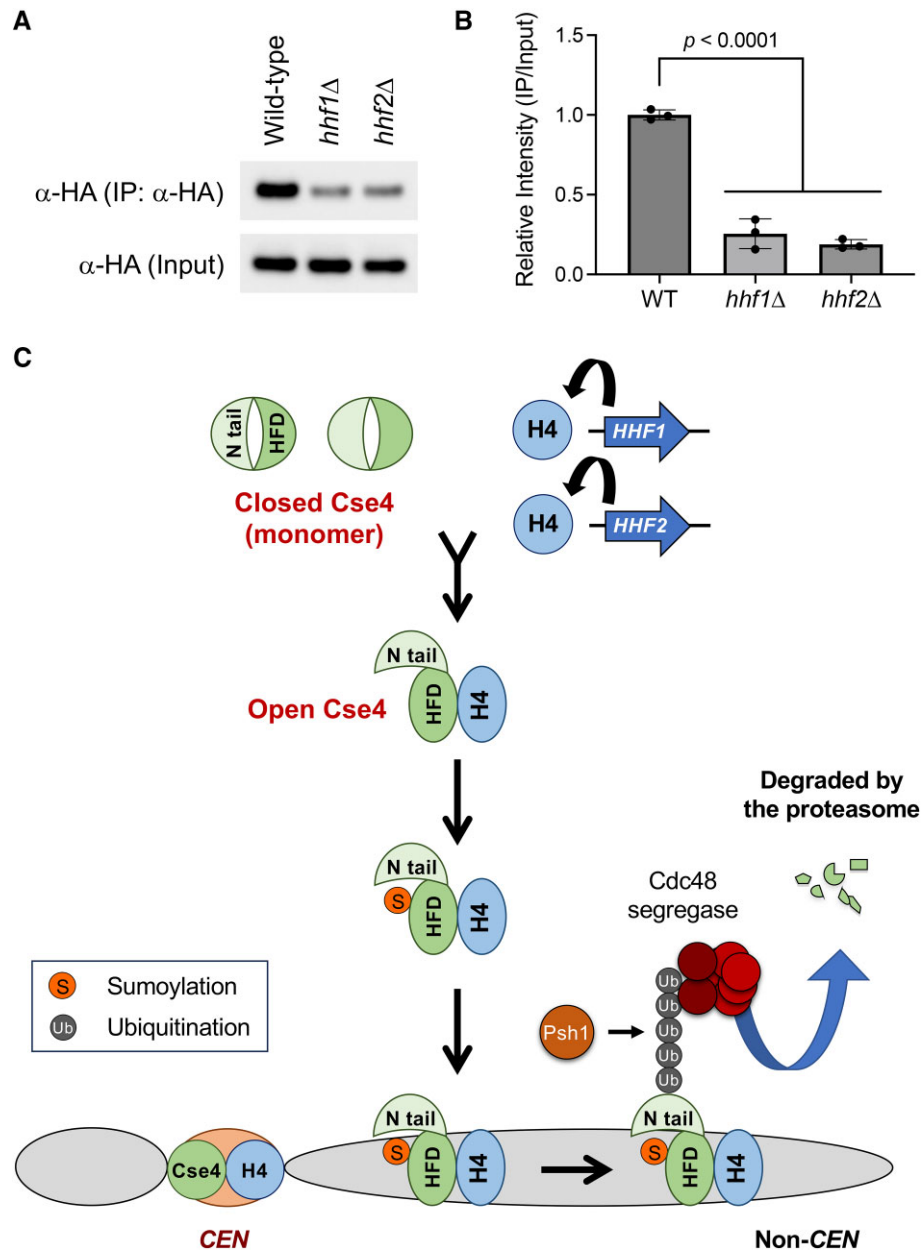 A
Wild-type
hhf1Δ
hhf2Δ
α-HA (IP: α-HA)
α-HA (Input)
B
p < 0.0001
Relative Intensity (IP/Input)
1.5
1.0
0.5
0.0
WT
hhf1Δ
hhf2Δ
C
N tail
HFD
H4
HHF1
Closed Cse4
(monomer)
H4
HHF2
N tail
Open Cse4
HFD
H4
Degraded by
the proteasome
N tail
S
HFD
H4
Cdc48
segregase
S
Sumoylation
Ub
Ubiquitination
Psh1
Ub
Ub
Ub
Ub
Ub
N tail
S
HFD
H4
N tail
S
HFD
H4
Cse4
H4
CEN
Non-CEN